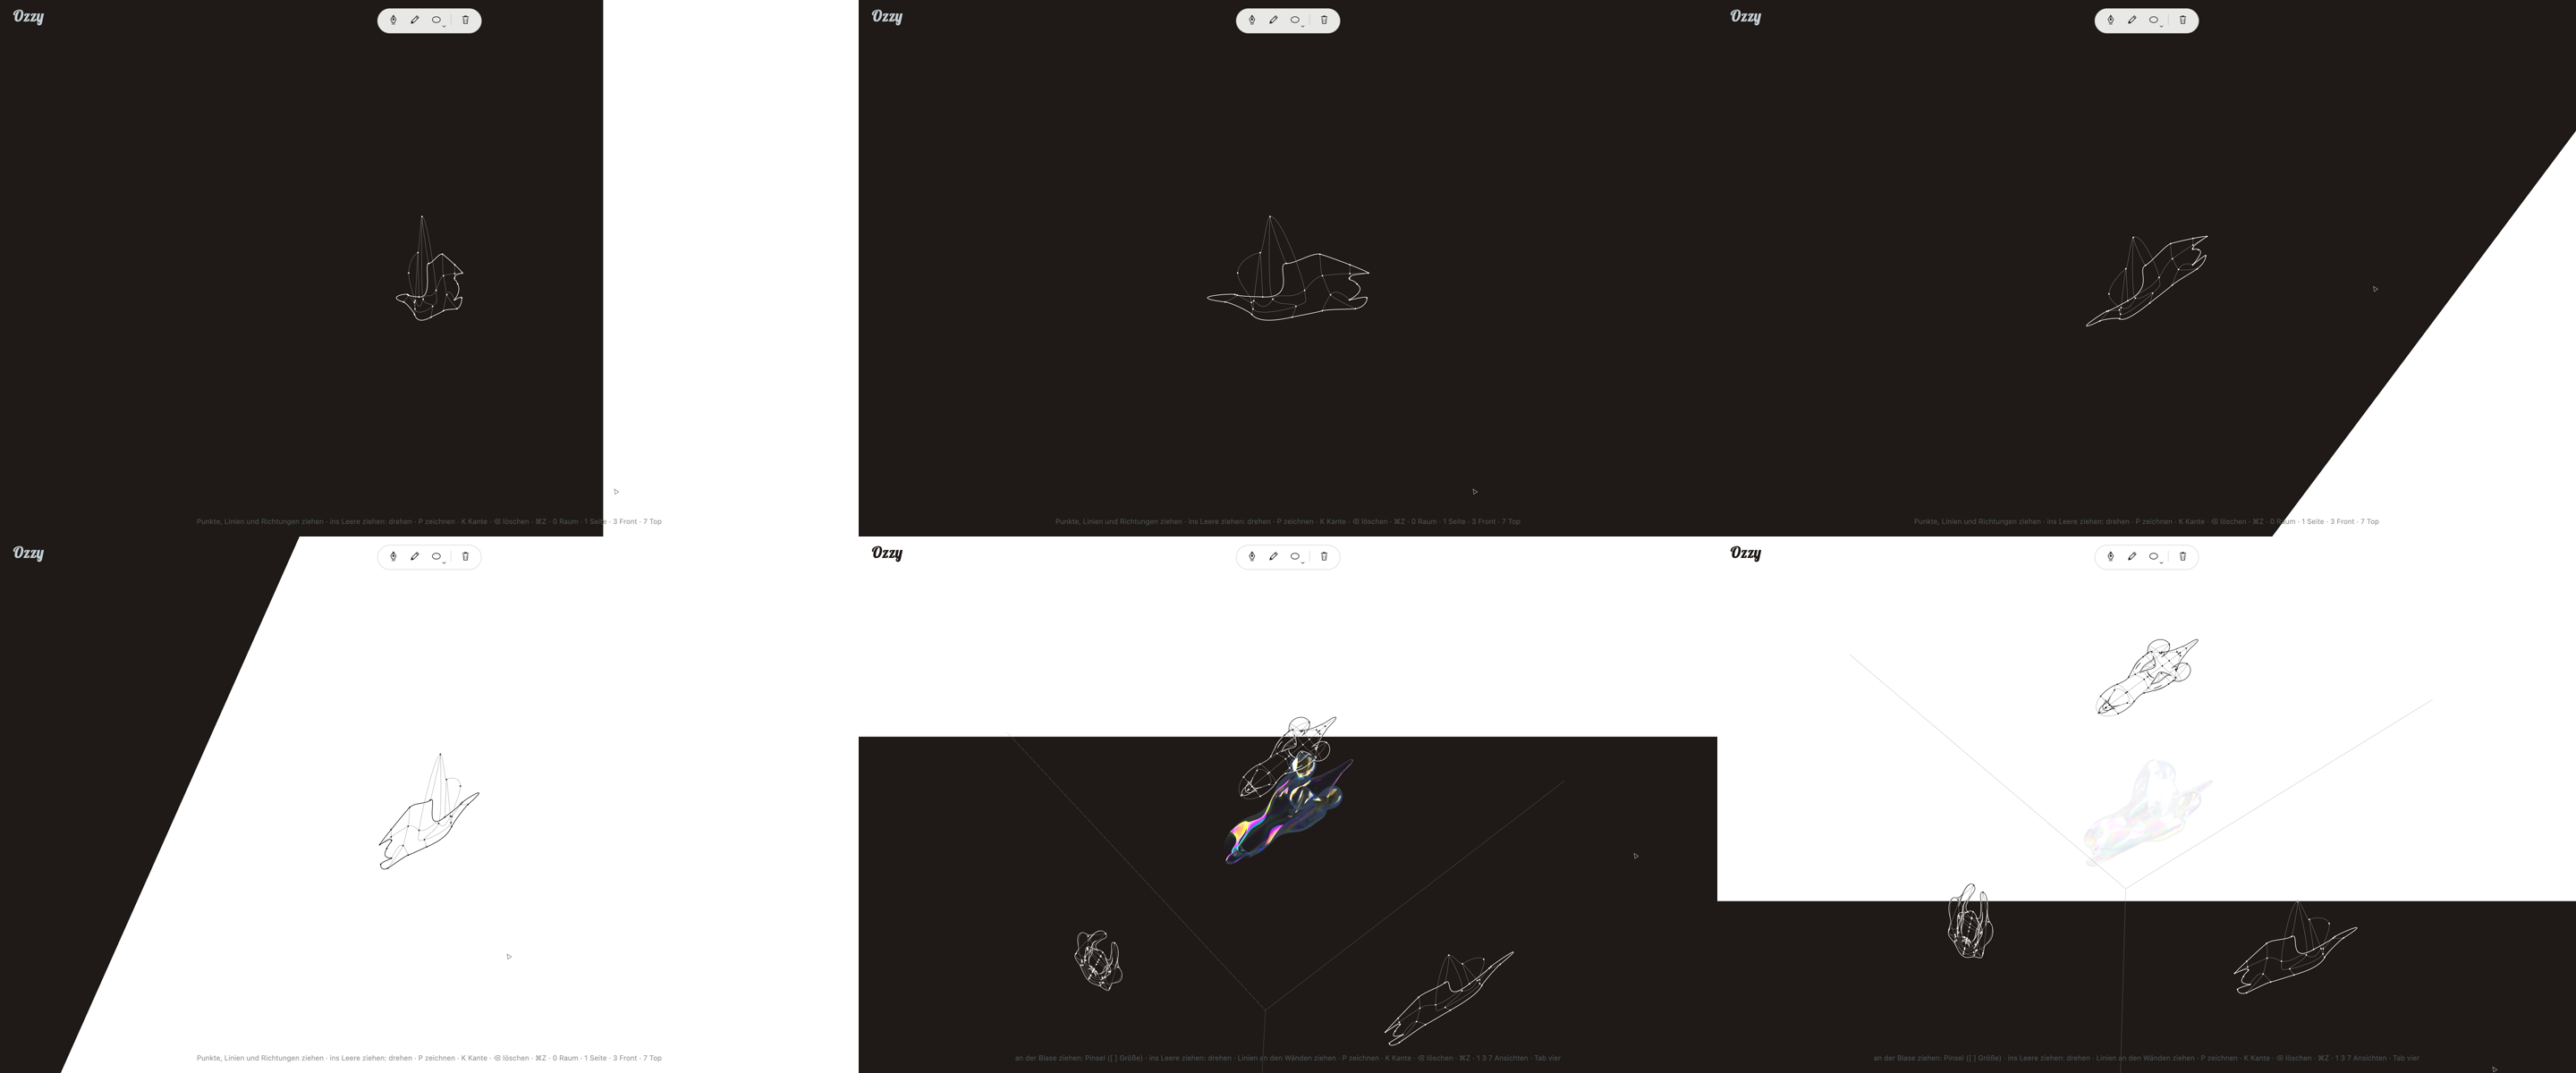 Ozzy
Ozzy
Ozzy
Punkte, Linien und Richtungen ziehen · ins Leere ziehen: drehen · P zeichnen · K Kante · ⌫ löschen · ⌘Z · 0 Raum · 1 Seite · 3 Front · 7 Top
Punkte, Linien und Richtungen ziehen · ins Leere ziehen: drehen · P zeichnen · K Kante · ⌫ löschen · ⌘Z · 0 Raum · 1 Seite · 3 Front · 7 Top
Punkte, Linien und Richtungen ziehen · ins Leere ziehen: drehen · P zeichnen · K Kante · ⌫ löschen · ⌘Z · 0 Raum · 1 Seite · 3 Front · 7 Top
Ozzy
Ozzy
Ozzy
Punkte, Linien und Richtungen ziehen · ins Leere ziehen: drehen · P zeichnen · K Kante · ⌫ löschen · ⌘Z · 0 Raum · 1 Seite · 3 Front · 7 Top
an der Blase ziehen: Pinsel ([ ] Größe) · ins Leere ziehen: drehen · Linien an den Wänden ziehen · P zeichnen · K Kante · ⌫ löschen · ⌘Z · 1 3 7 Ansichten · Tab vier
an der Blase ziehen: Pinsel ([ ] Größe) · ins Leere ziehen: drehen · Linien an den Wänden ziehen · P zeichnen · K Kante · ⌫ löschen · ⌘Z · 1 3 7 Ansichten · Tab vier